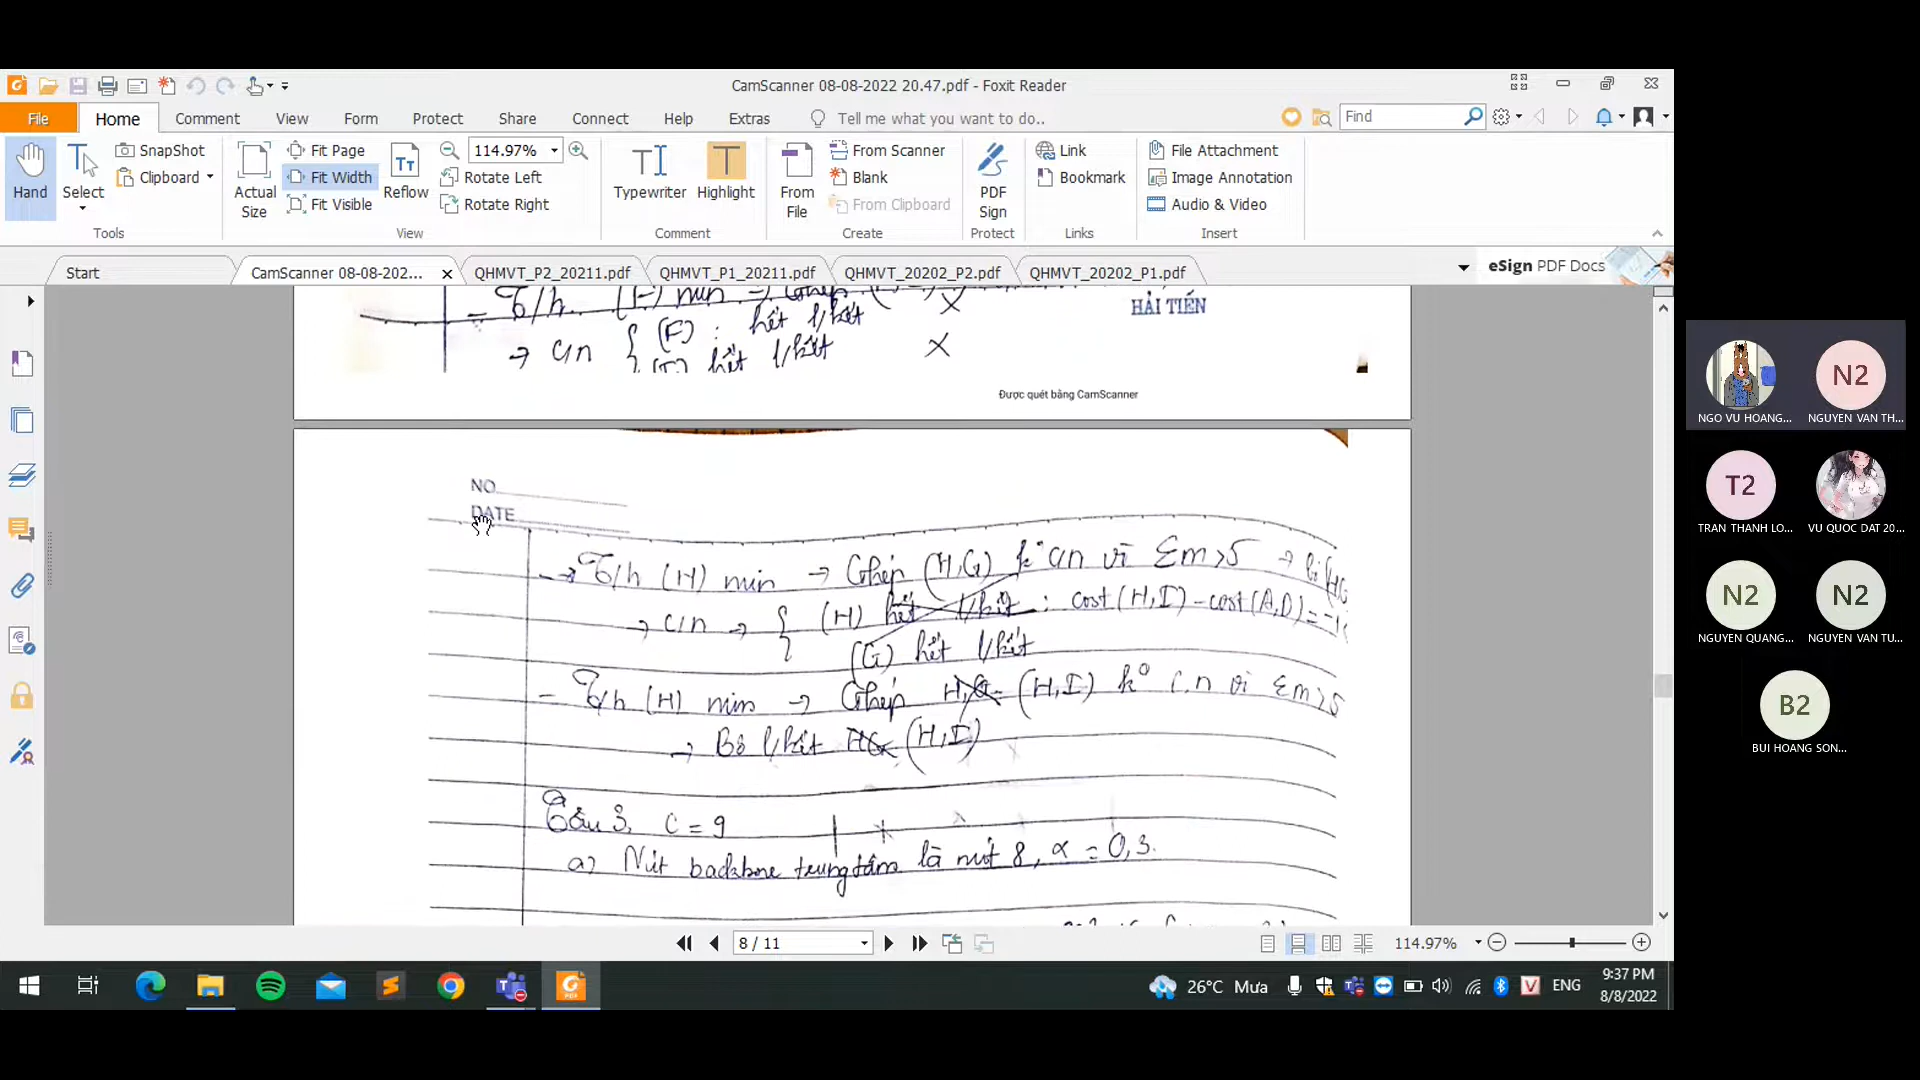 CamScanner 08-08-2022 20.47.pdf - Foxit Reader
File Home Comment View Form Protect Share Connect Help Extras Tell me what you want to do.. Find
Hand
Select
SnapShot
Clipboard
Tools
Actual Size
Fit Page
Fit Width
Fit Visible
Reflow
114.97%
Rotate Left
Rotate Right
View
Typewriter
Highlight
Comment
From File
From Scanner
Blank
From Clipboard
Create
PDF Sign
Protect
Link
Bookmark
Links
File Attachment
Image Annotation
Audio & Video
Insert
Start CamScanner 08-08-202... QHMVT_P2_20211.pdf QHMVT_P1_20211.pdf QHMVT_20202_P2.pdf QHMVT_20202_P1.pdf eSign PDF Docs
- T/h (F) min → Ghép
HẢI TIẾN
→ C/n { (F) : hết l/kết X
hết l/kết X
Được quét bằng CamScanner
NO
DATE
→ T/h (H) min → Ghép (H,G) k° C/n vì Σm>5 →
→ C/n → { (H) hết l/kết : cost(H,I) - cost(A,D) =
(G) hết l/kết
- T/h (H) min → Ghép (H,I) k° C/n vì Σm>5
→ Bỏ l/kết (H,I)
Câu 3. C = 9
a) Nút backbone trung tâm là nút 8, α = 0,3.
8 / 11
114.97%
26°C Mưa
ENG
9:37 PM
8/8/2022
N2
NGO VU HOANG... NGUYEN VAN TH...
T2
TRAN THANH LO... VU QUOC DAT 20...
N2 N2
NGUYEN QUANG... NGUYEN VAN TU...
B2
BUI HOANG SON...